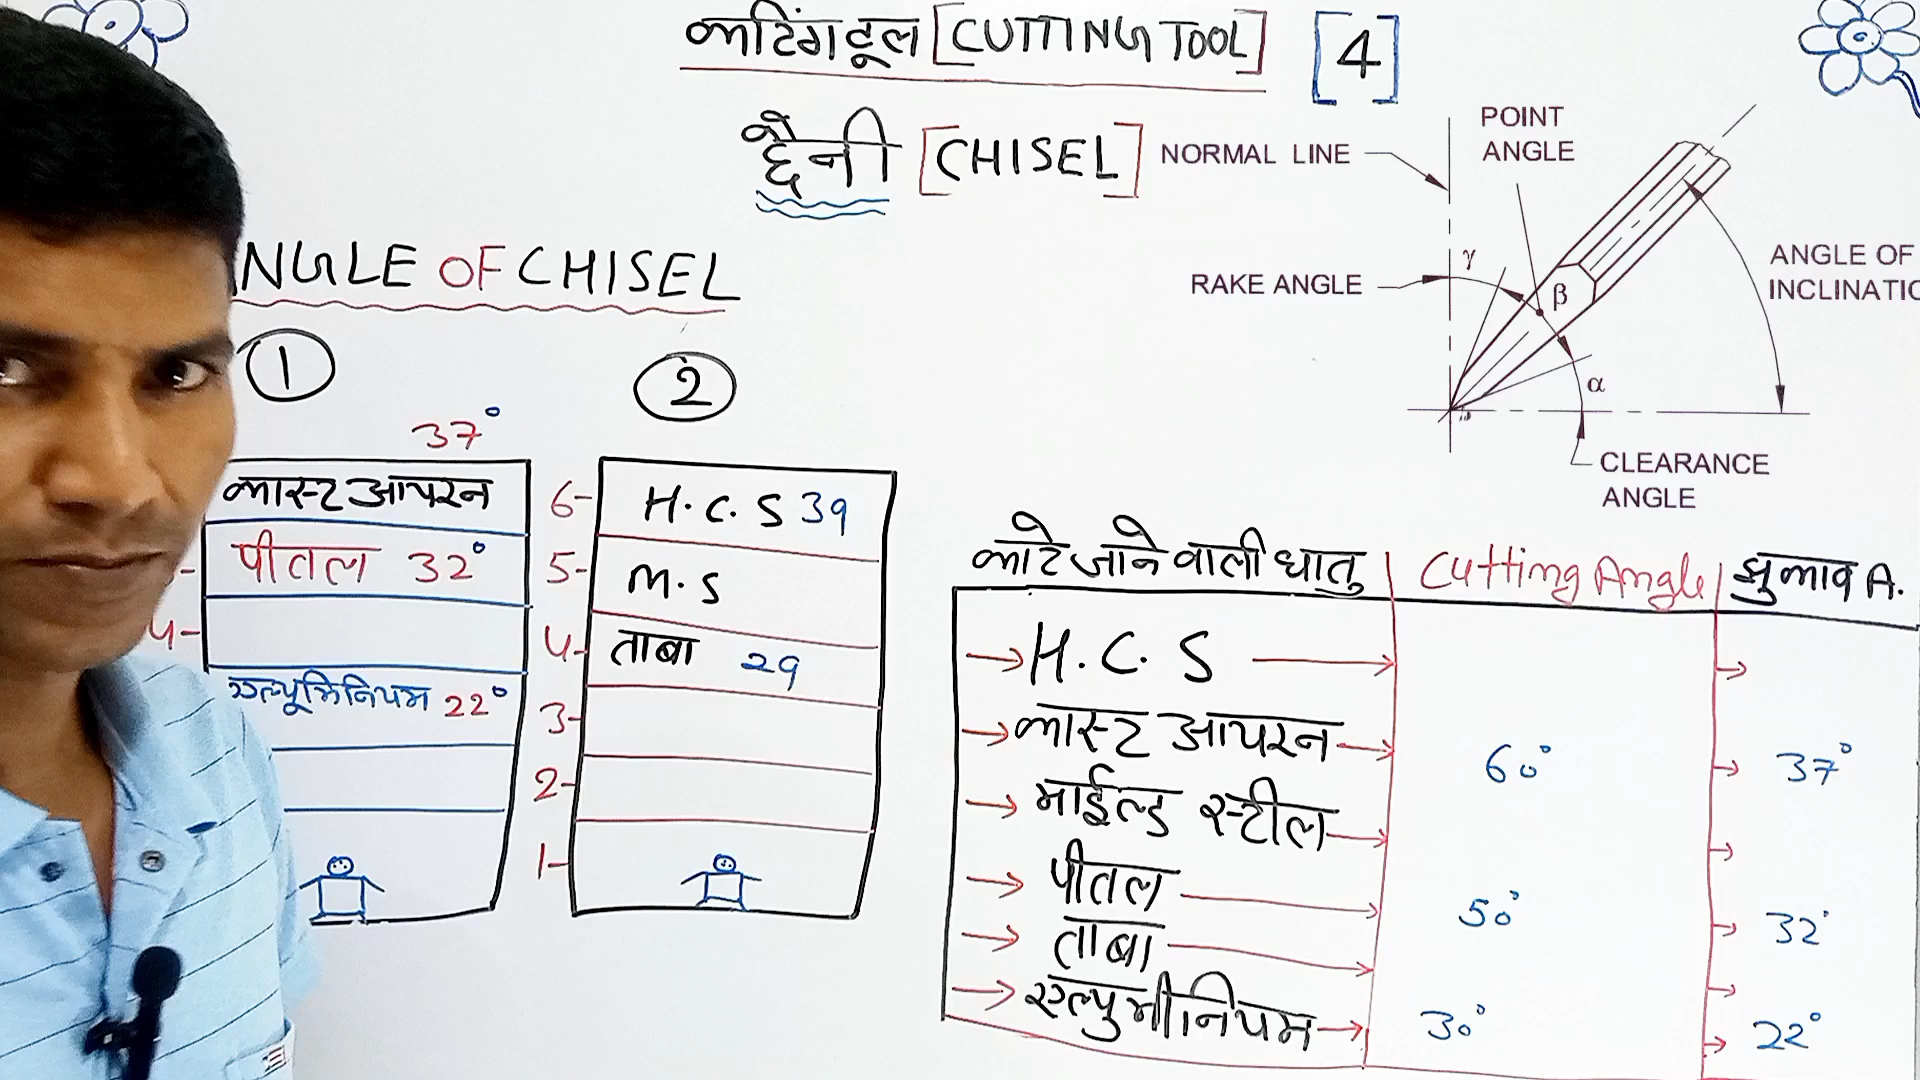 कटिंग टूल [CUTTING TOOL] [4]
छैनी [CHISEL]
NGLE OF CHISEL
POINT
ANGLE
NORMAL LINE
RAKE ANGLE
γ
β
α
ANGLE OF
INCLINATIO
CLEARANCE
ANGLE
1
37°
कास्ट आयरन
पीतल 32°
4-
एल्यूमिनियम 22°
2
6- H.C.S 39
5- M.S
4- ताबा 29
3-
2-
1-
काटे जाने वाली धातु Cutting Angle झुकाव A.
→ H.C.S → →
→ कास्ट आयरन → 60° → 37°
→ माईल्ड स्टील → →
→ पीतल → 50° → 32°
→ ताबा → →
→ एल्युमीनियम → 30° → 22°